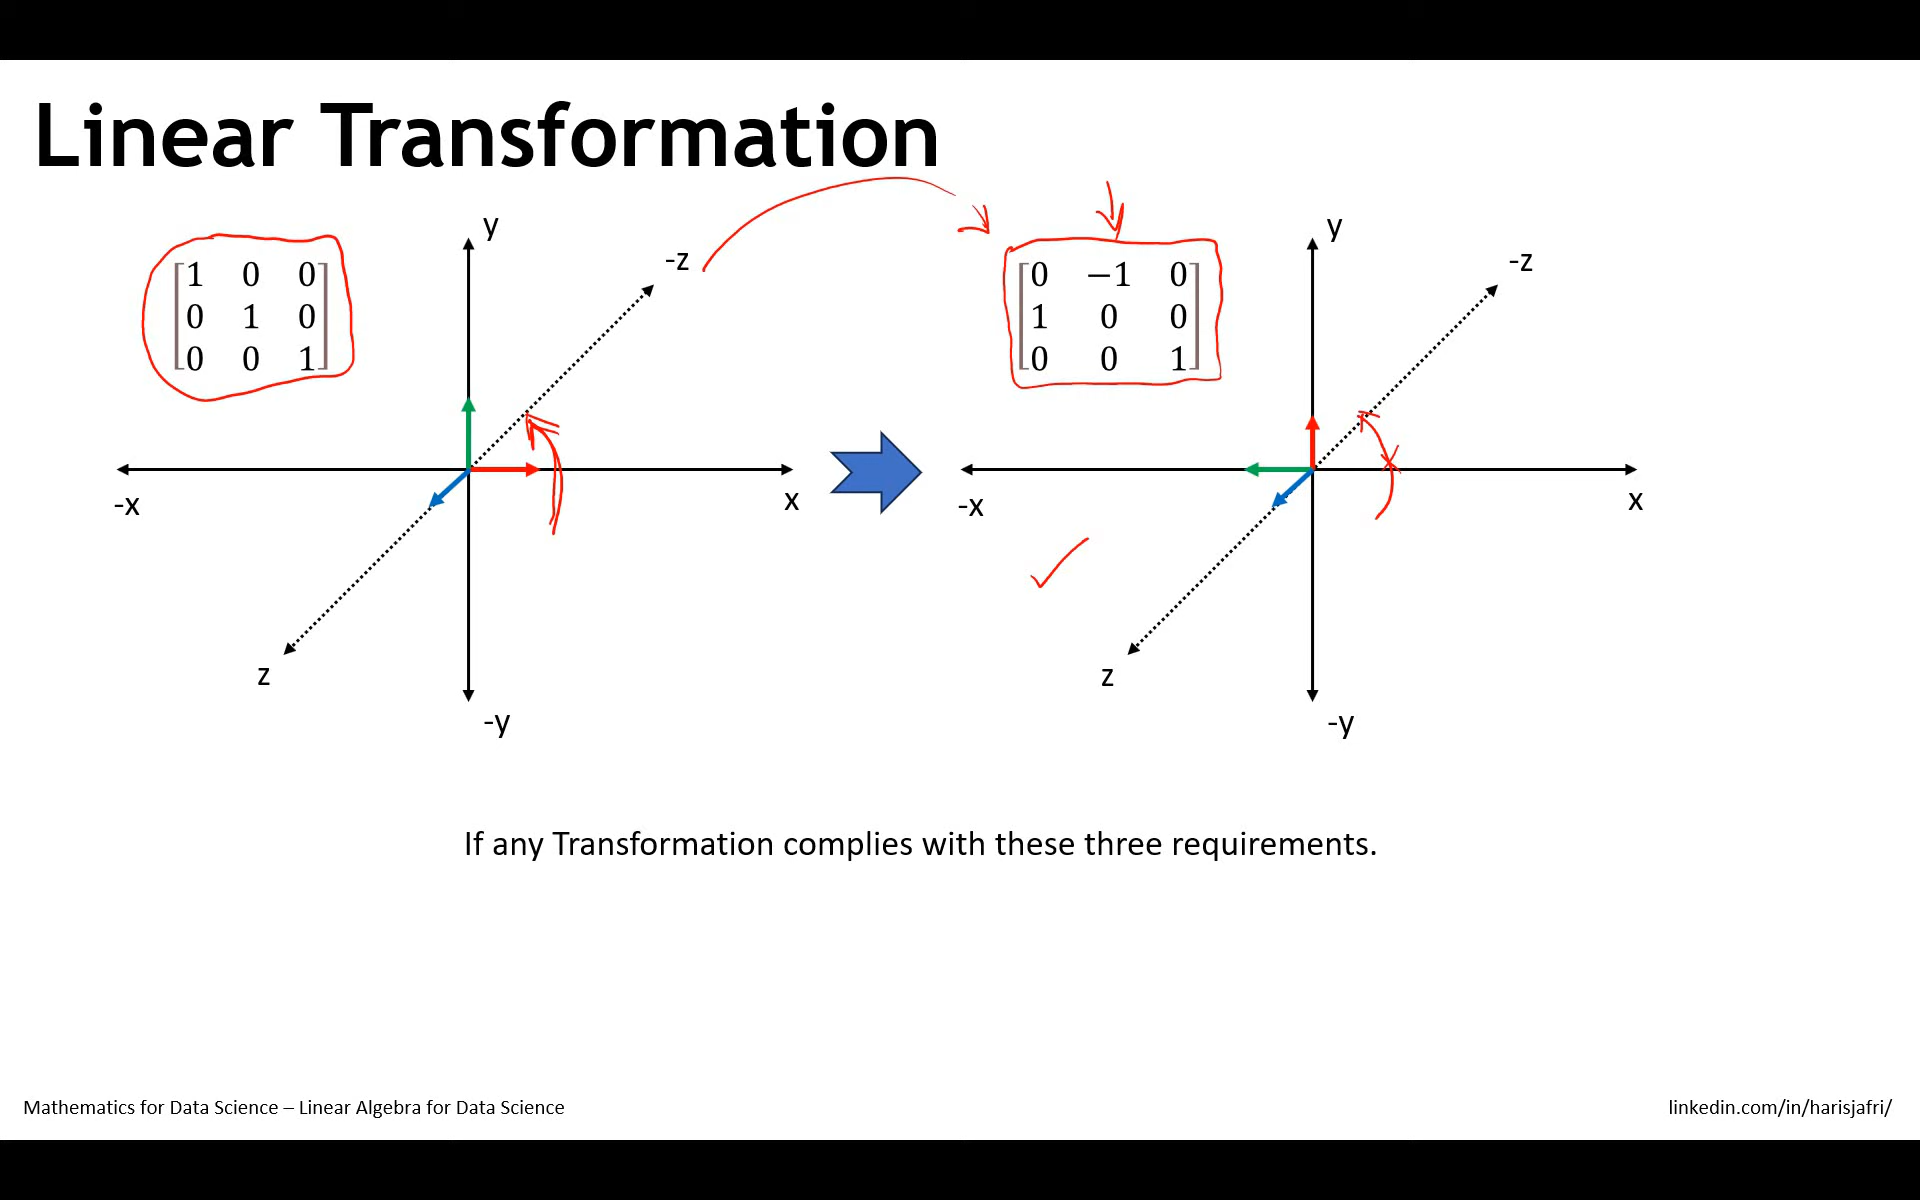 Linear Transformation
y
-z
1 0 0
0 1 0
0 0 1
-x
x
z
-y
y
-z
0 −1 0
1 0 0
0 0 1
-x
x
z
-y
If any Transformation complies with these three requirements.
Mathematics for Data Science – Linear Algebra for Data Science
linkedin.com/in/harisjafri/